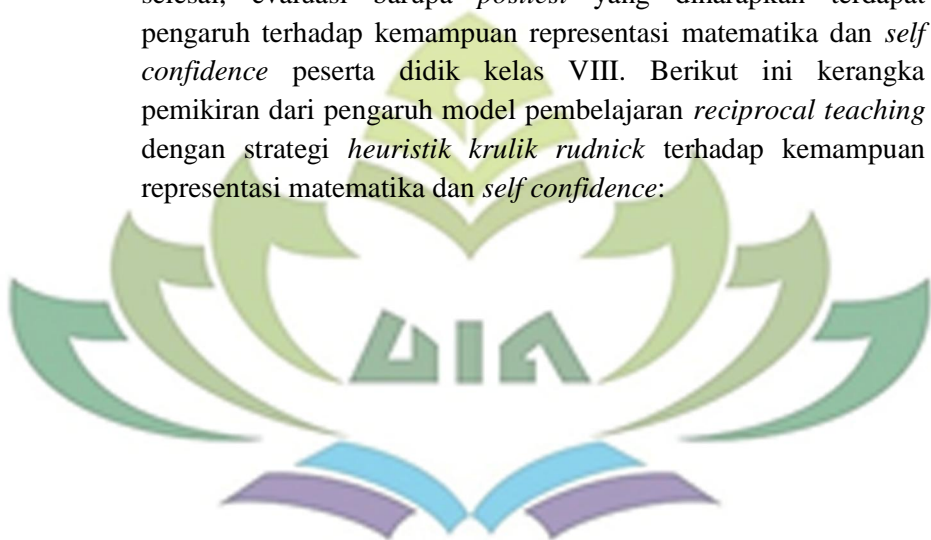 selesai, evaluasi barupa posttest yang diharapkan terdapat
pengaruh terhadap kemampuan representasi matematika dan self
confidence peserta didik kelas VIII. Berikut ini kerangka
pemikiran dari pengaruh model pembelajaran reciprocal teaching
dengan strategi heuristik krulik rudnick terhadap kemampuan
representasi matematika dan self confidence:
UIN